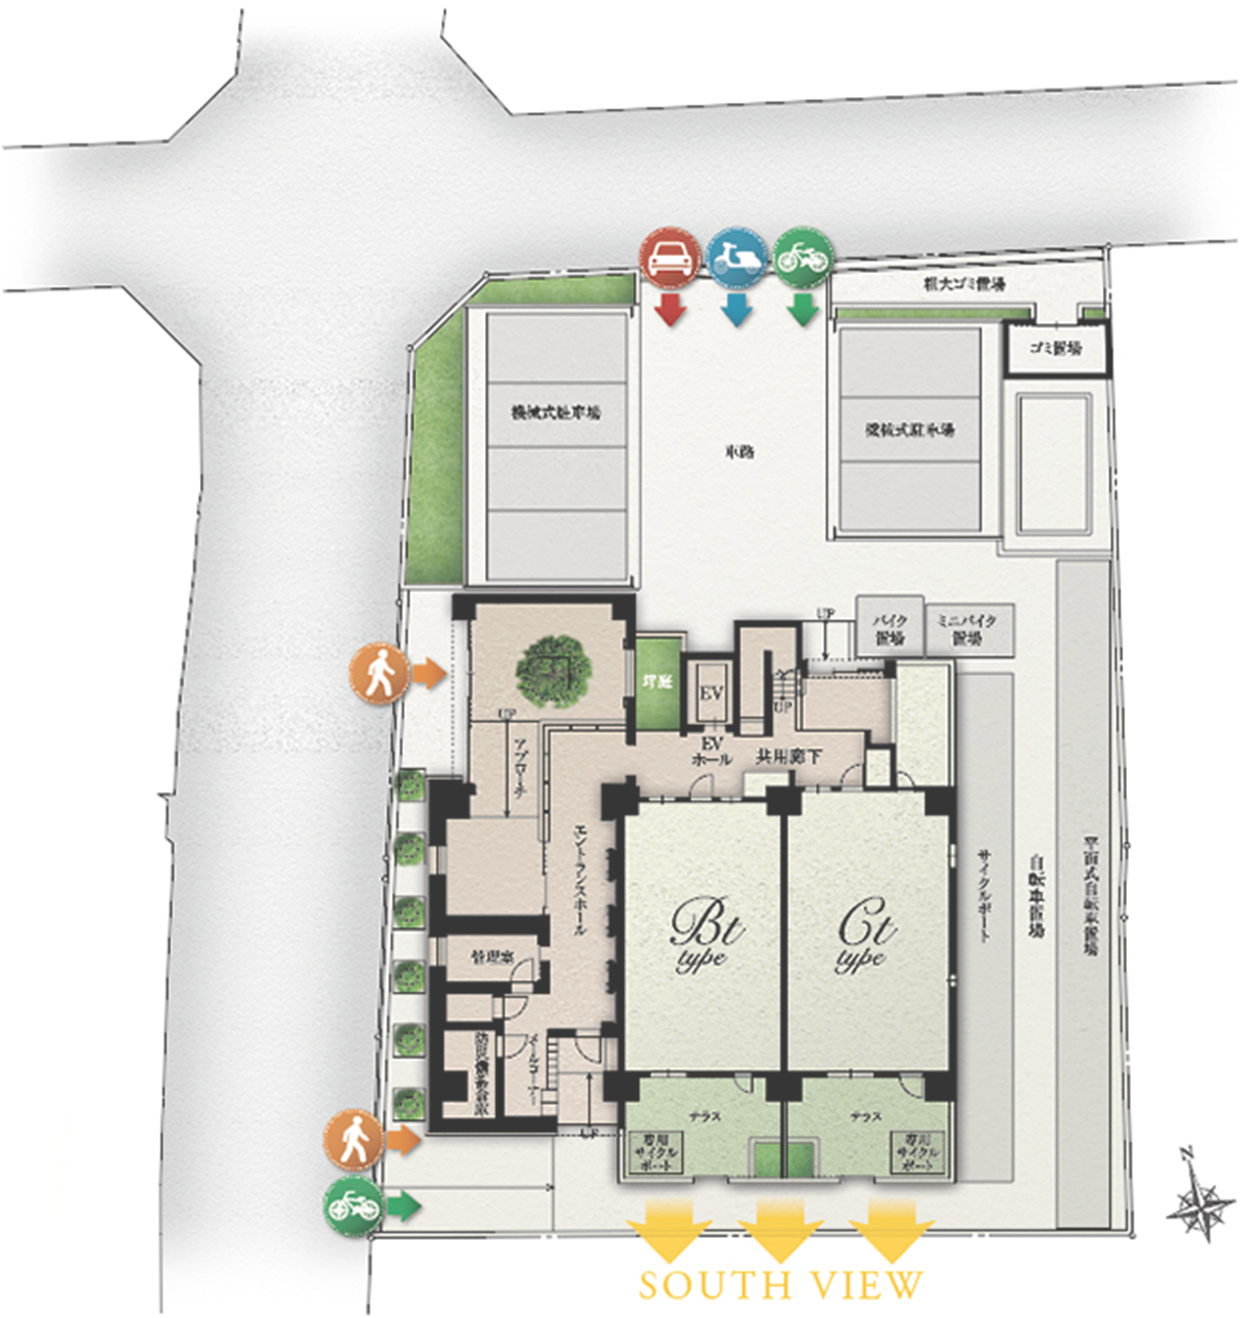 粗大ゴミ置場
ゴミ置場
機械式駐車場
車路
機械式駐車場
UP
バイク
置場
ミニバイク
置場
坪庭
EV
UP
UP
アプローチ
EV
ホール
共用廊下
エントランスホール
Bt
type
Ct
type
サイクルポート
自転車置場
平面式自転車置場
管理室
防災備蓄倉庫
メールコーナー
UP
テラス
テラス
専用
サイクル
ポート
専用
サイクル
ポート
N
SOUTH VIEW